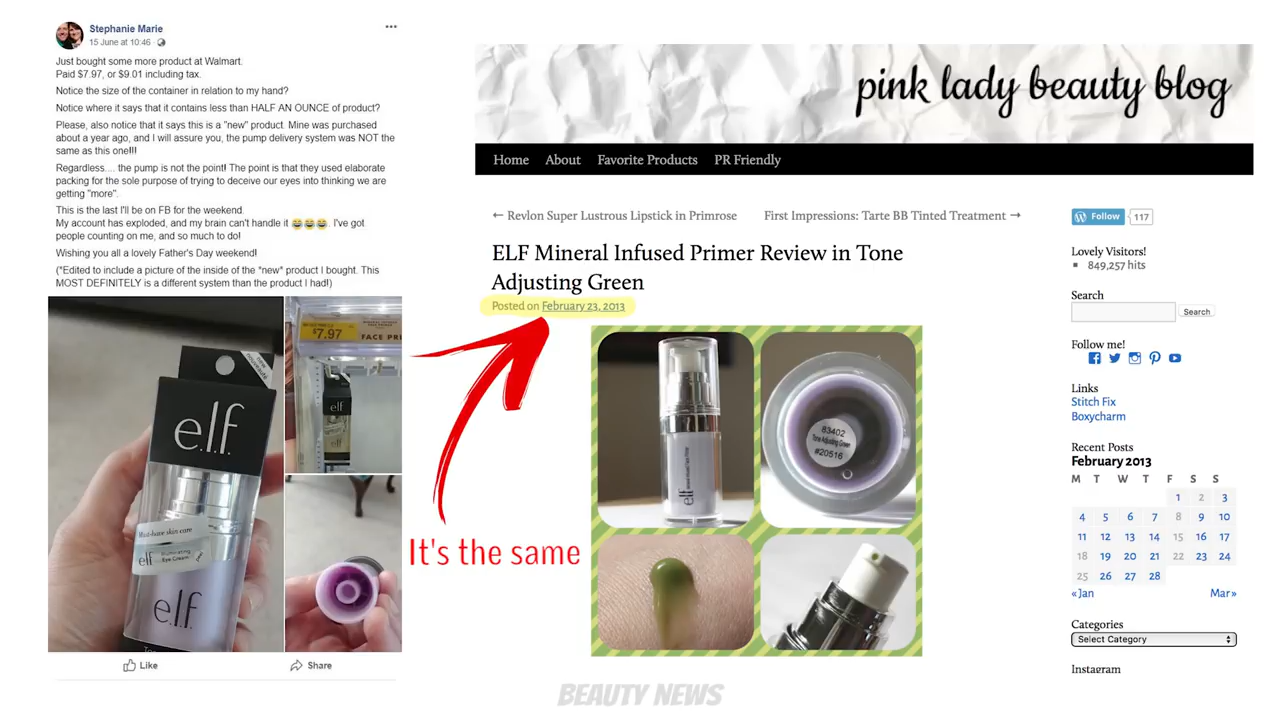 Stephanie Marie
15 June at 10:46
Just bought some more product at Walmart.
Paid $7.97, or $9.01 including tax.
Notice the size of the container in relation to my hand?
Notice where it says that it contains less than HALF AN OUNCE of product?
Please, also notice that it says this is a "new" product. Mine was purchased
about a year ago, and I will assure you, the pump delivery system was NOT the
same as this one!!!
Regardless.... the pump is not the point! The point is that they used elaborate
packing for the sole purpose of trying to deceive our eyes into thinking we are
getting "more".
This is the last I'll be on FB for the weekend.
My account has exploded, and my brain can't handle it 😂😂😂. I've got
people counting on me, and so much to do!
Wishing you all a lovely Father's Day weekend!
(*Edited to include a picture of the inside of the *new* product I bought. This
MOST DEFINITELY is a different system than the product I had!)
$7.97
FACE PRI
e.l.f.
e.l.f.
Must-have skin care
e.l.f. Illuminating
Eye Cream
e.l.f.
Like
Share
It's the same
pink lady beauty blog
Home About Favorite Products PR Friendly
← Revlon Super Lustrous Lipstick in Primrose First Impressions: Tarte BB Tinted Treatment →
ELF Mineral Infused Primer Review in Tone
Adjusting Green
Posted on February 23, 2013
e.l.f. Mineral Infused Face Primer
83402
Tone Adjusting Green
#20516
Follow 117
Lovely Visitors!
849,257 hits
Search
Search
Follow me!
Links
Stitch Fix
Boxycharm
Recent Posts
February 2013
M T W T F S S
1 2 3
4 5 6 7 8 9 10
11 12 13 14 15 16 17
18 19 20 21 22 23 24
25 26 27 28
« Jan Mar »
Categories
Select Category
Instagram
BEAUTY NEWS